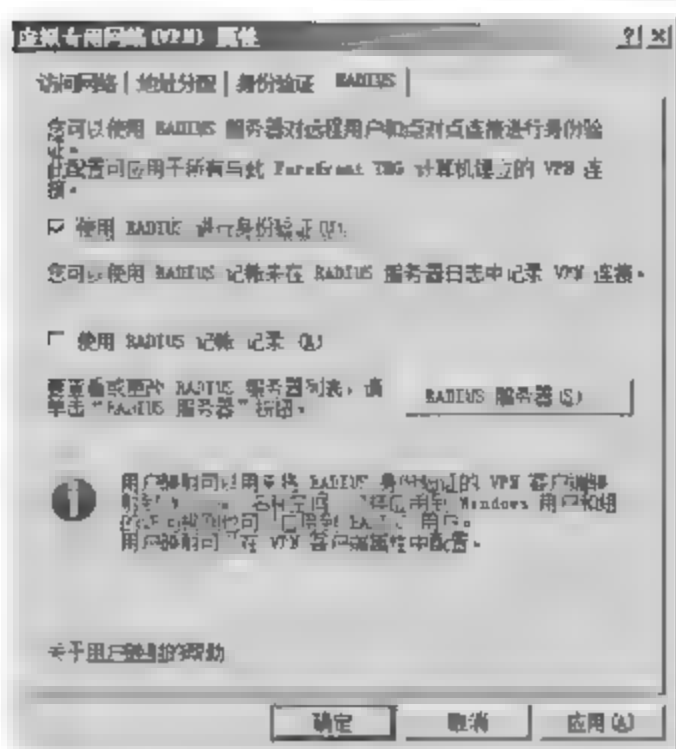 虚拟专用网络 (VPN) 属性
访问网络 地址分配 身份验证 RADIUS
您可以使用 RADIUS 服务器对远程用户和点对点连接进行身份验
证。
此配置可应用于所有与此 Forefront TMG 计算机建立的 VPN 连
接。
使用 RADIUS 进行身份验证(U).
您可以使用 RADIUS 记帐来在 RADIUS 服务器日志中记录 VPN 连接。
使用 RADIUS 记帐 记录
要查看或更改 RADIUS 服务器列表，请
单击“RADIUS 服务器”按钮。
RADIUS 服务器(S)
用户映射可以用来将 RADIUS 身份验证的 VPN 客户端映
射到 Windows 用户和组
用户。
用户映射可 在 VPN 客户端属性中配置。
关于用户映射的帮助
确定 取消 应用(A)